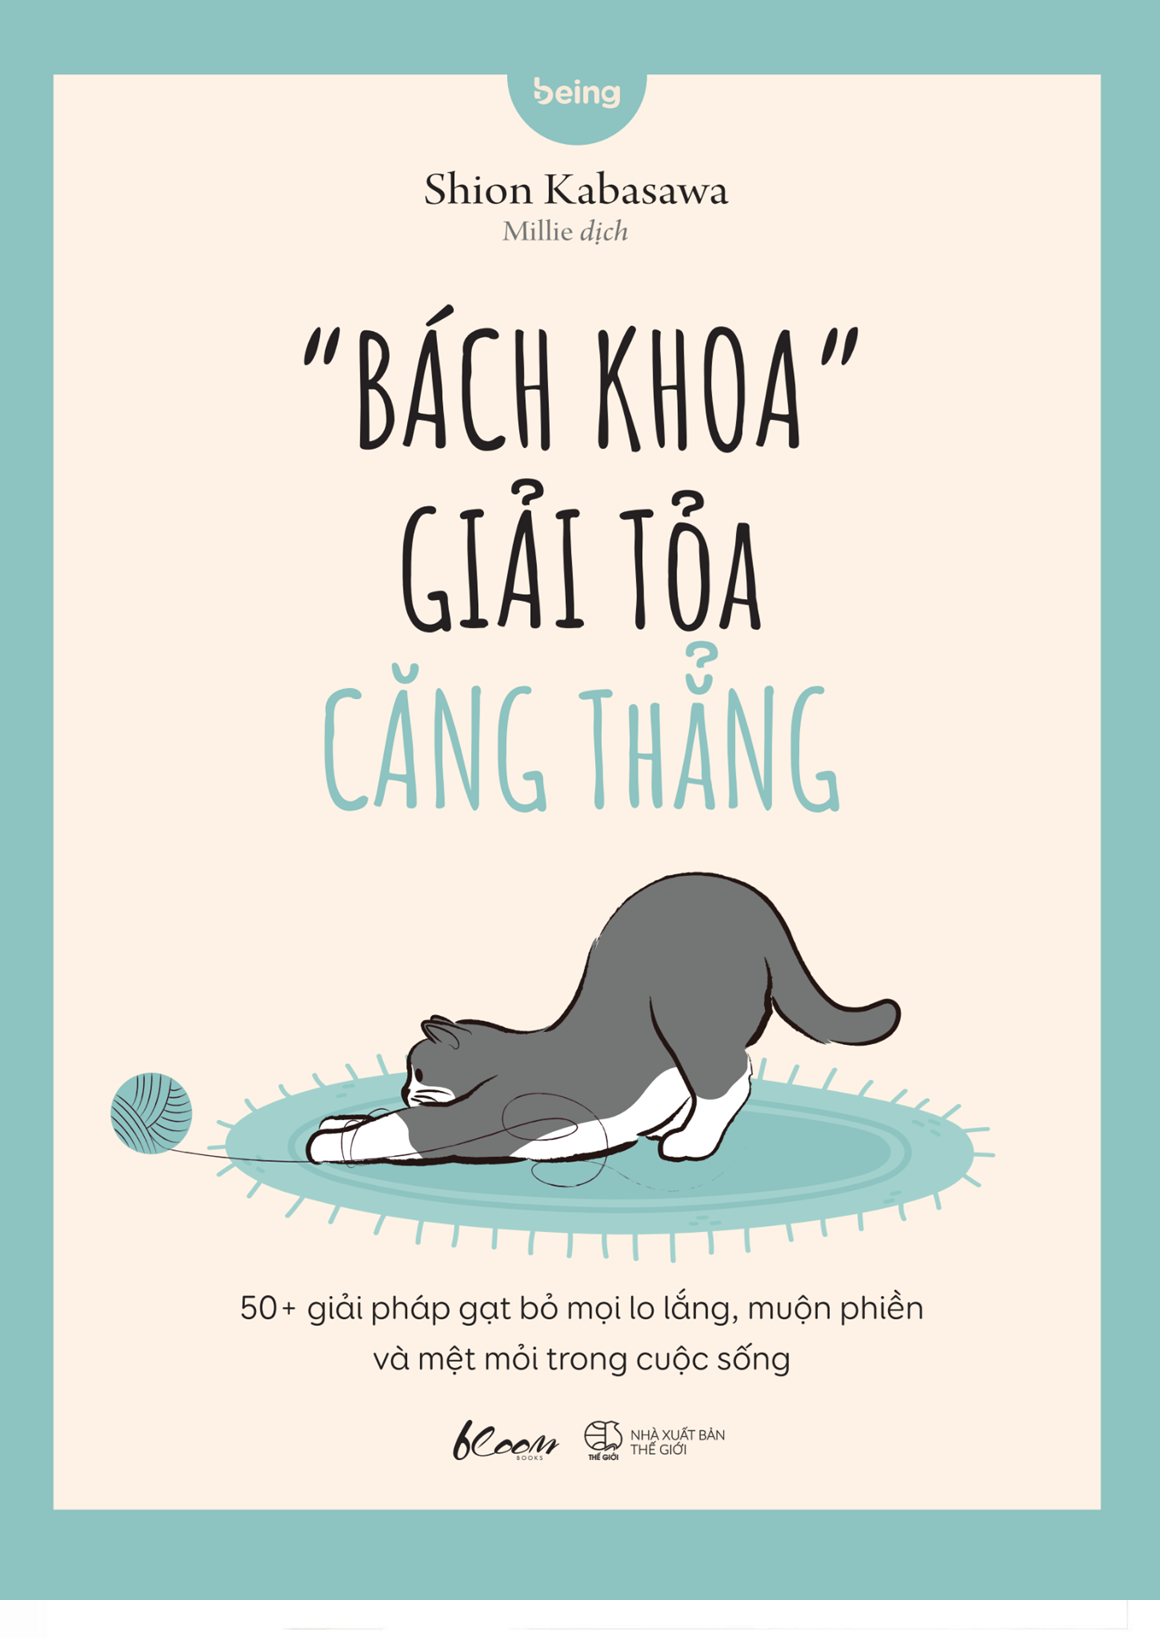 being
Shion Kabasawa
Millie dịch
“BÁCH KHOA”
GIẢI TỎA
CĂNG THẲNG
50+ giải pháp gạt bỏ mọi lo lắng, muộn phiền
và mệt mỏi trong cuộc sống
bloom
BOOKS
THẾ GIỚI
NHÀ XUẤT BẢN
THẾ GIỚI